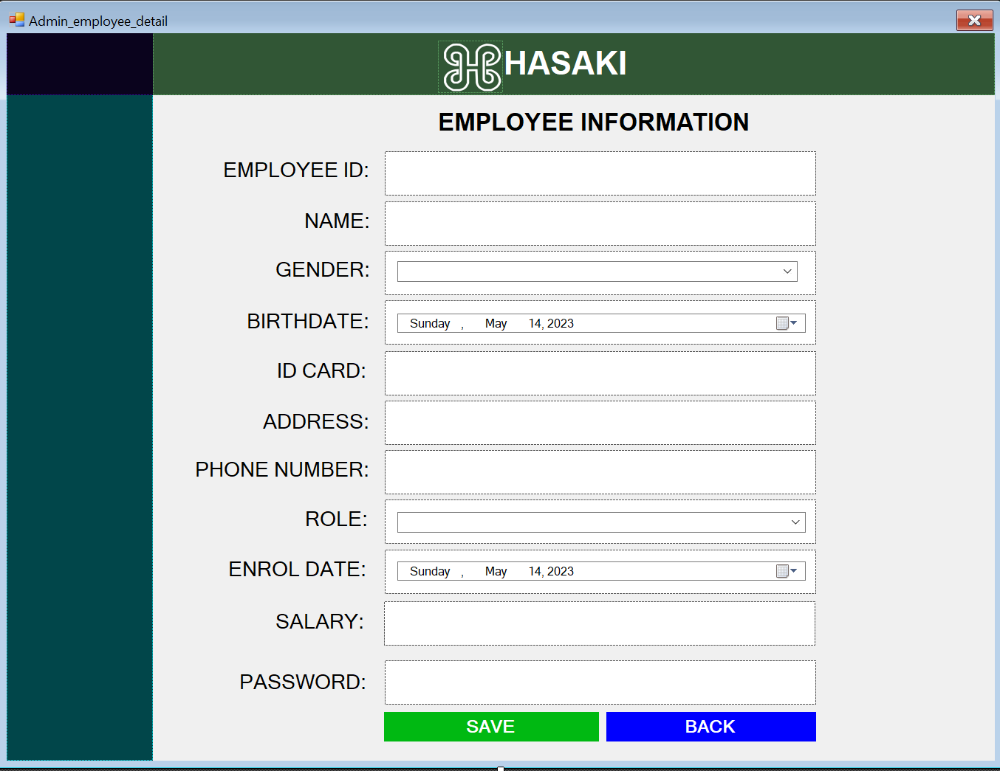 Admin_employee_detail
HASAKI
EMPLOYEE INFORMATION
EMPLOYEE ID:
NAME:
GENDER:
BIRTHDATE: Sunday , May 14, 2023
ID CARD:
ADDRESS:
PHONE NUMBER:
ROLE:
ENROL DATE: Sunday , May 14, 2023
SALARY:
PASSWORD:
SAVE BACK